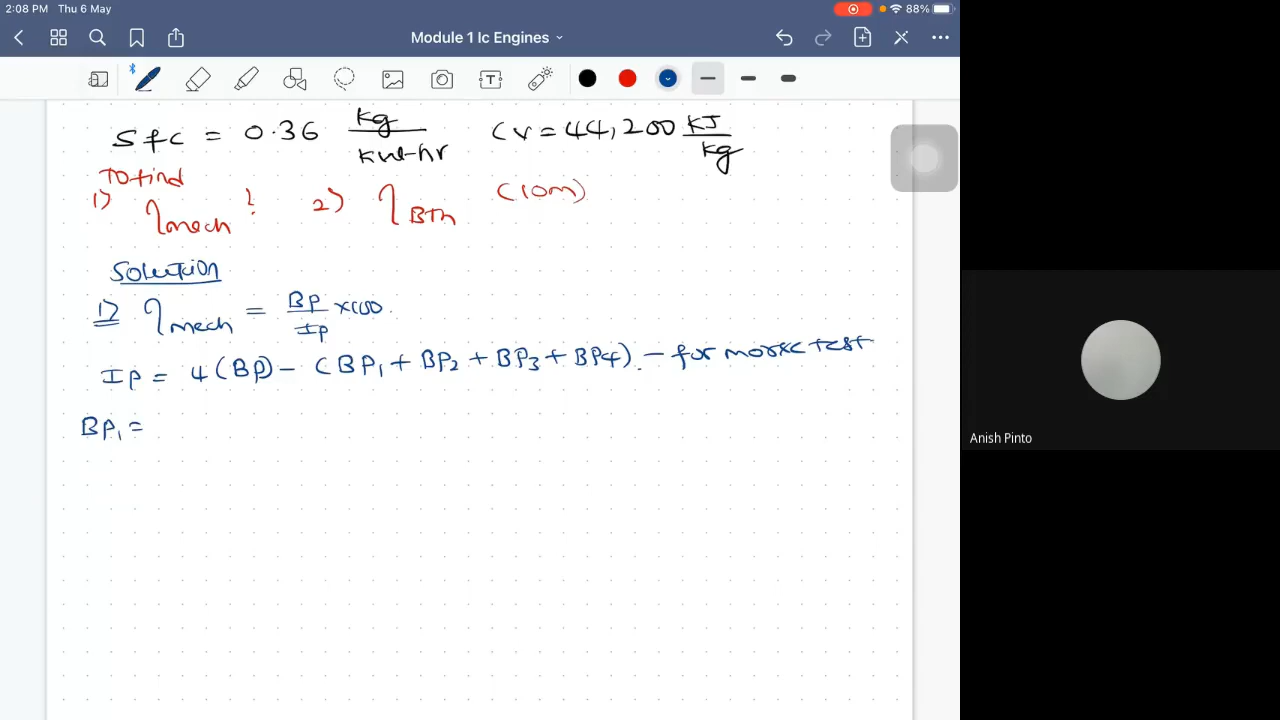 2:08 PM Thu 6 May 88%
Module 1 Ic Engines
Sfc = 0.36 kg/kw-hr CV = 44,200 KJ/kg
To find
1) ηmech ? 2) ηBTh (10m)
Solution
1) ηmech = BP/IP ×100
IP = 4(BP) - (BP1 + BP2 + BP3 + BP4) - for morse test
BP1 =
Anish Pinto